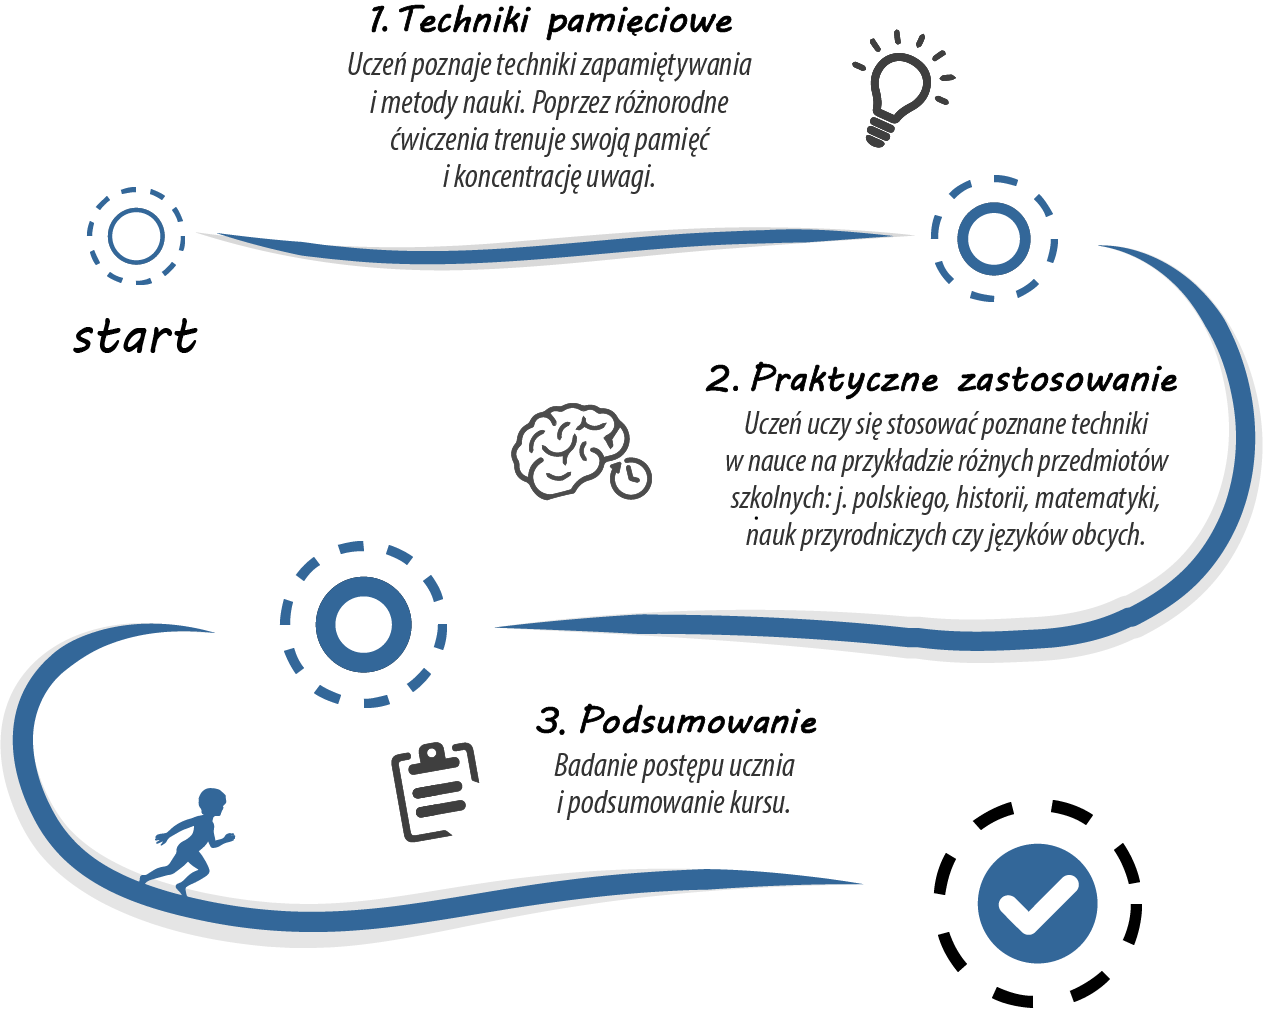 1. Techniki pamięciowe
Uczeń poznaje techniki zapamiętywania
i metody nauki. Poprzez różnorodne
ćwiczenia trenuje swoją pamięć
i koncentrację uwagi.
start
2. Praktyczne zastosowanie
Uczeń uczy się stosować poznane techniki
w nauce na przykładzie różnych przedmiotów
szkolnych: j. polskiego, historii, matematyki,
nauk przyrodniczych czy języków obcych.
3. Podsumowanie
Badanie postępu ucznia
i podsumowanie kursu.